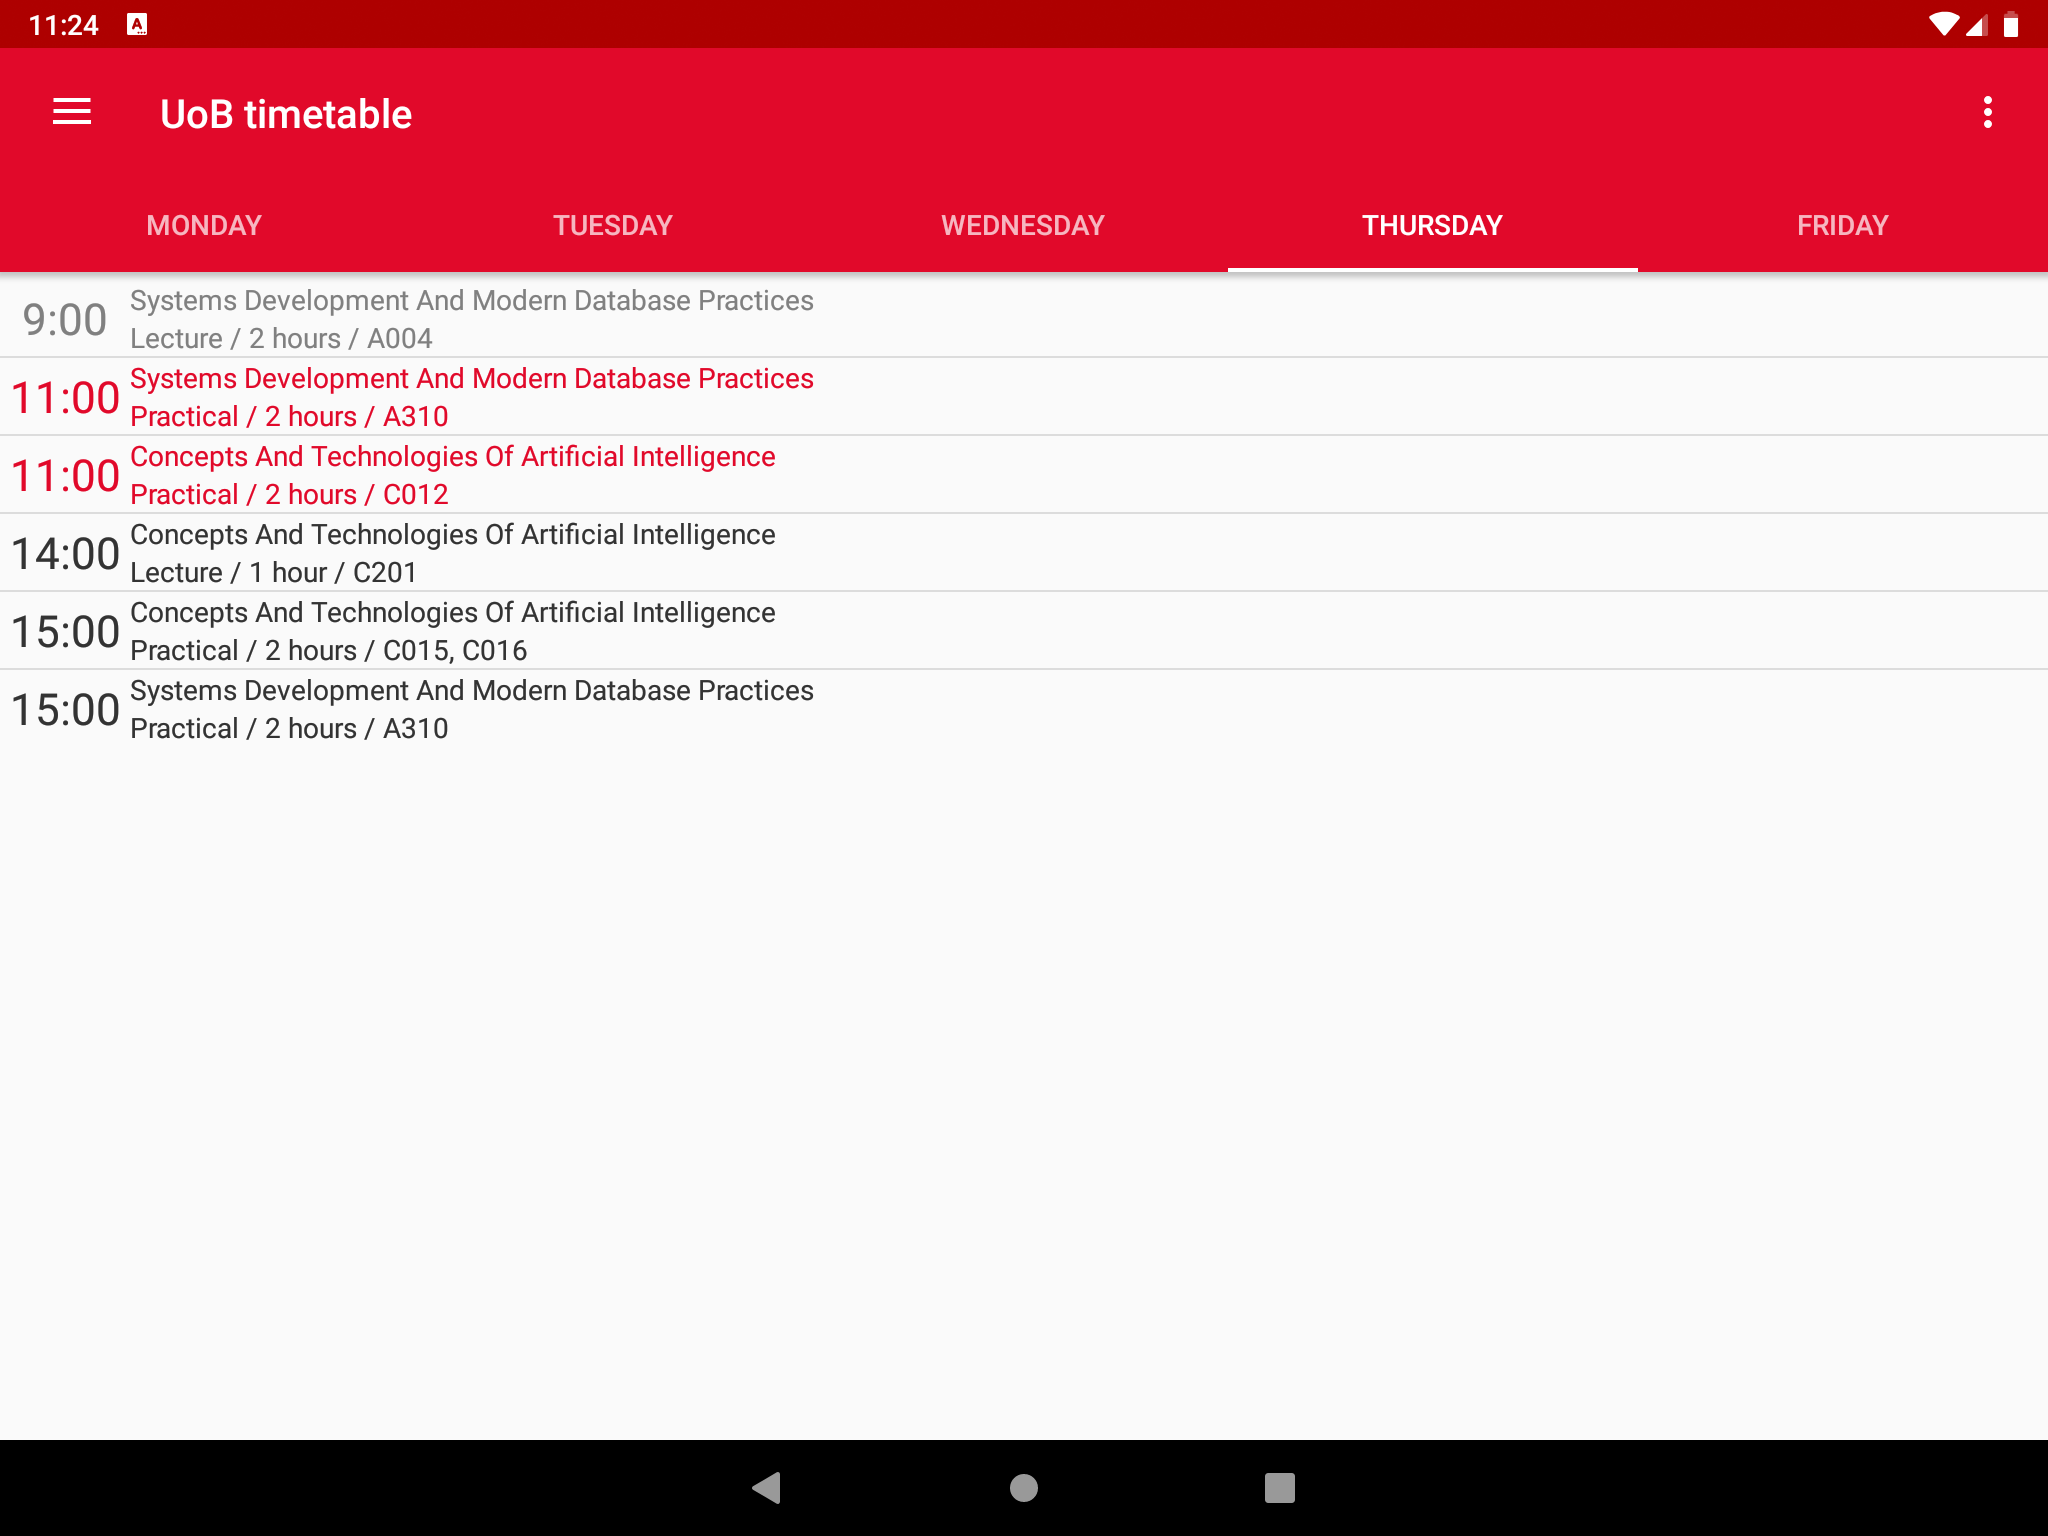 11:24
UoB timetable
MONDAY TUESDAY WEDNESDAY THURSDAY FRIDAY
9:00 Systems Development And Modern Database Practices
Lecture / 2 hours / A004
11:00 Systems Development And Modern Database Practices
Practical / 2 hours / A310
11:00 Concepts And Technologies Of Artificial Intelligence
Practical / 2 hours / C012
14:00 Concepts And Technologies Of Artificial Intelligence
Lecture / 1 hour / C201
15:00 Concepts And Technologies Of Artificial Intelligence
Practical / 2 hours / C015, C016
15:00 Systems Development And Modern Database Practices
Practical / 2 hours / A310